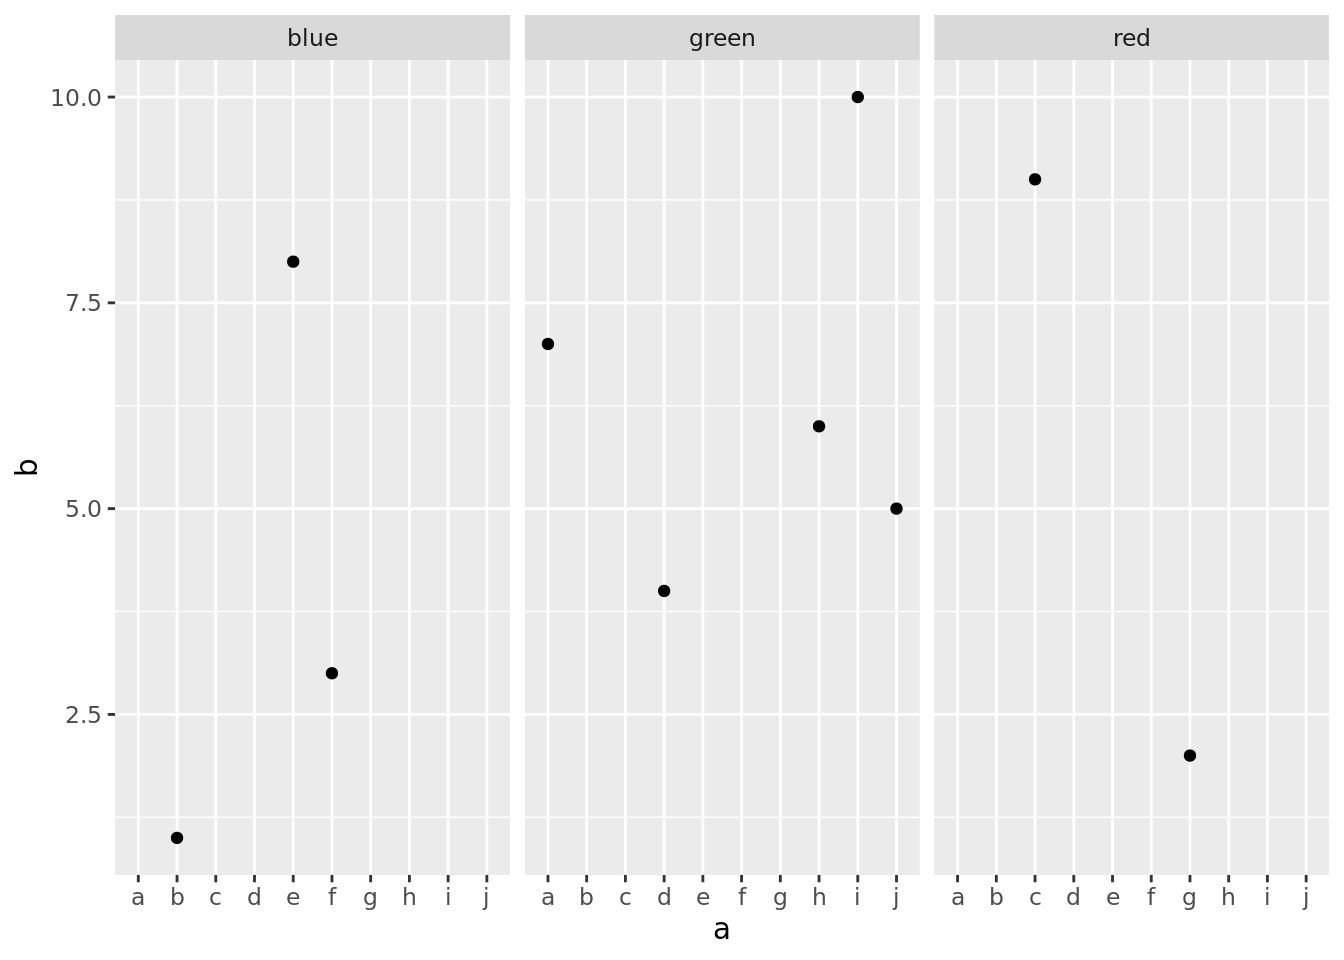 blue green red
10.0
7.5
b
5.0
2.5
a b c d e f g h i j a b c d e f g h i j a b c d e f g h i j
a